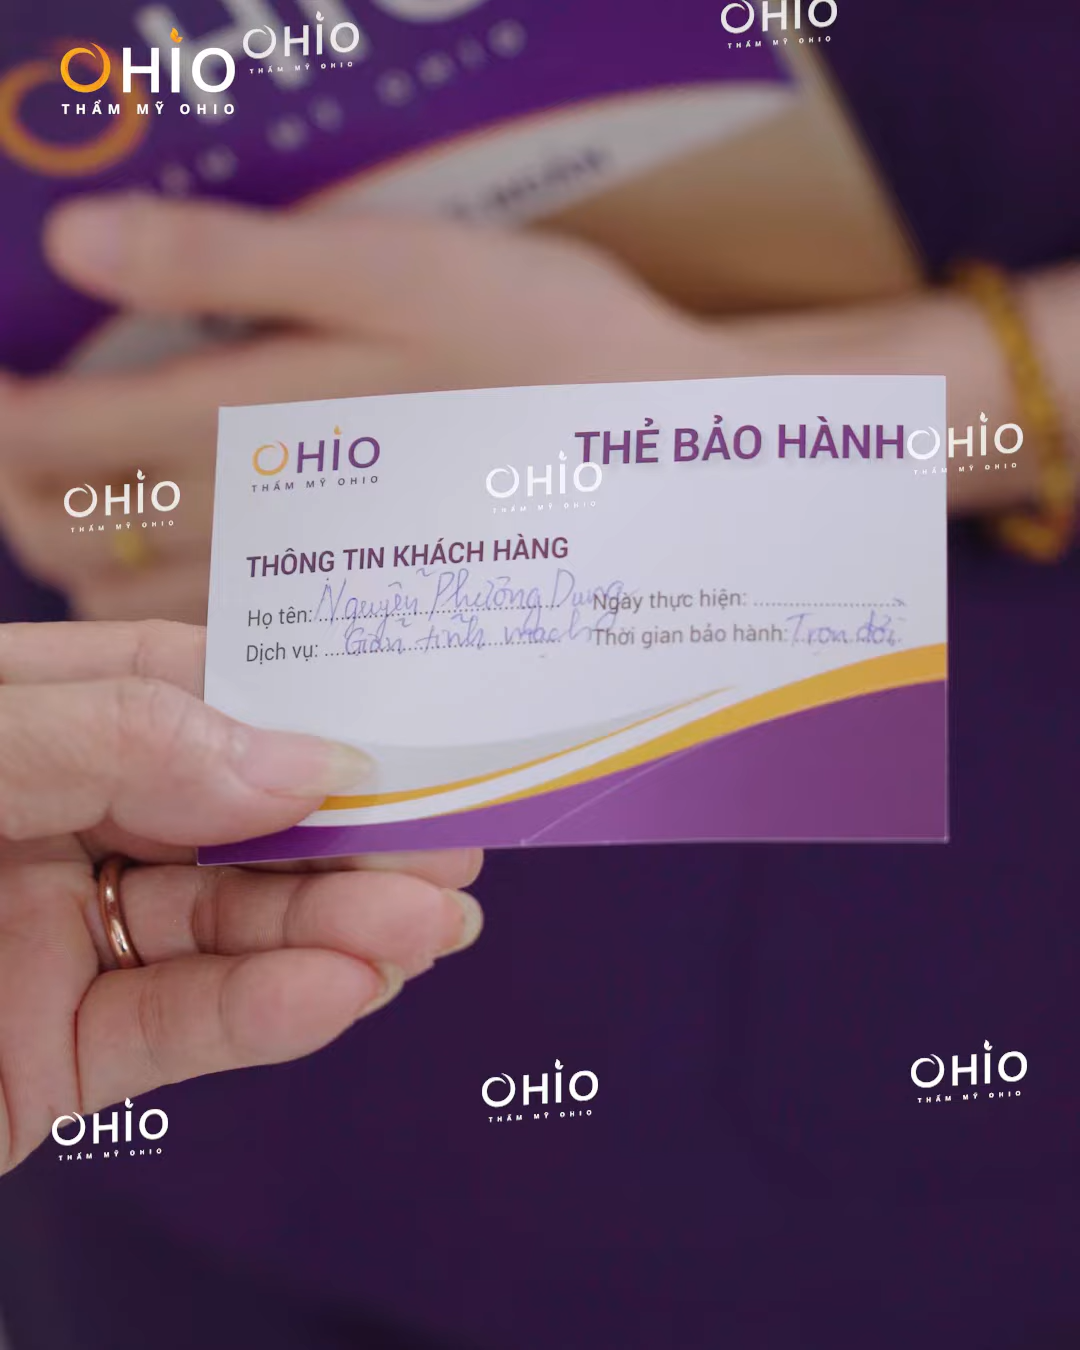 OHIO
THẨM MỸ OHIO
OHIO
THẨM MỸ OHIO
OHIO
THẨM MỸ OHIO
OHIO
THẨM MỸ OHIO
THẺ BẢO HÀNH
OHIO
THẨM MỸ OHIO
OHIO
THẨM MỸ OHIO
OHIO
THẨM MỸ OHIO
THÔNG TIN KHÁCH HÀNG
Họ tên: Nguyễn Phương Dung
Ngày thực hiện:
Dịch vụ: Giãn tĩnh mạch
Thời gian bảo hành: Trọn đời
OHIO
THẨM MỸ OHIO
OHIO
THẨM MỸ OHIO
OHIO
THẨM MỸ OHIO